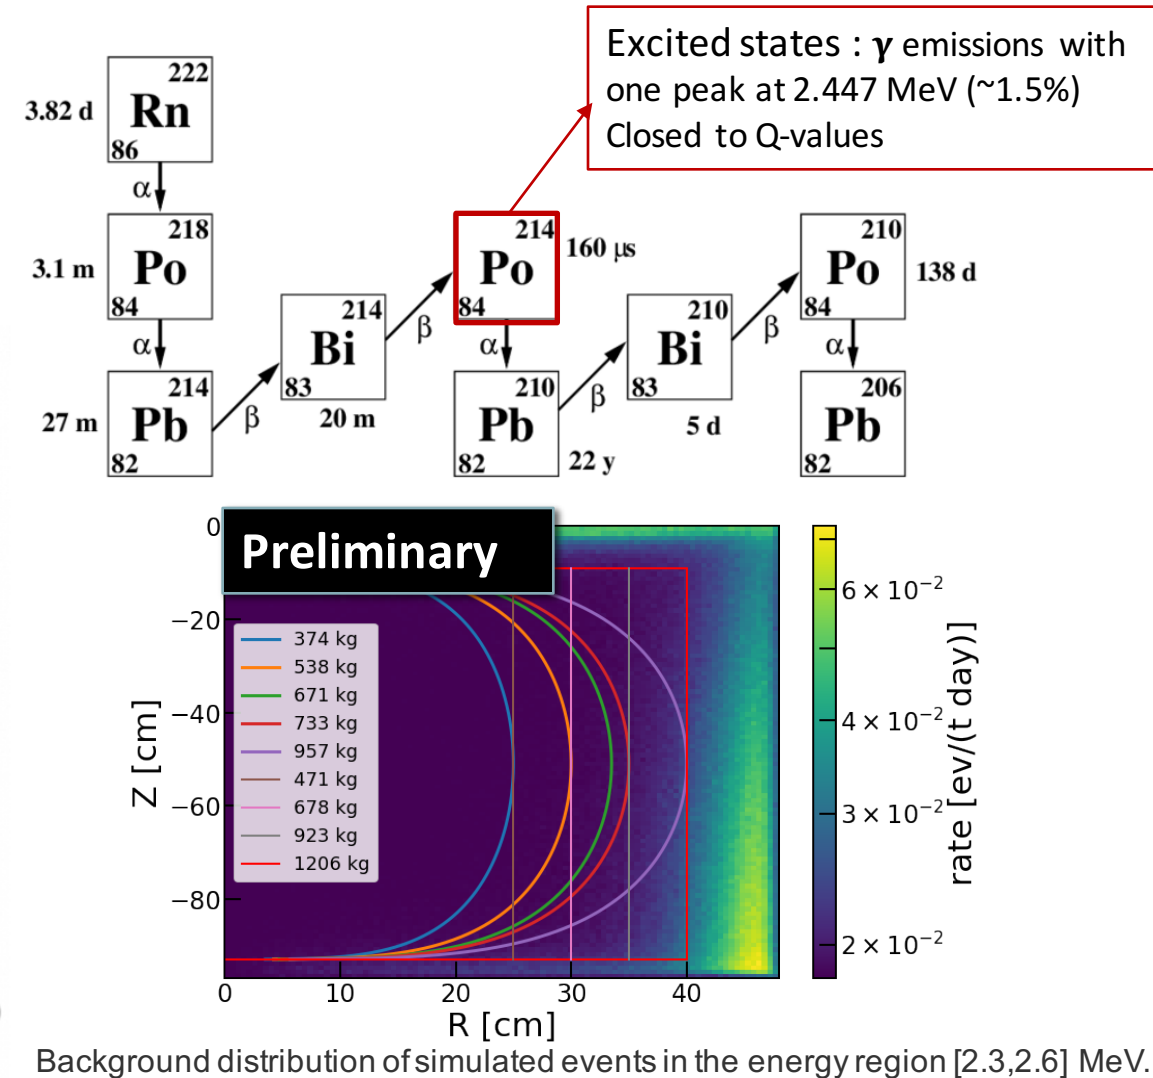 Excited states : γ emissions with
one peak at 2.447 MeV (~1.5%)
Closed to Q-values
222
3.82 d Rn
86
α
218
3.1 m Po
84
α
214
27 m Pb
82
β
214
Bi
83
20 m
β
214
Po 160 μs
84
α
210
Pb
82 22 y
β
210
Bi
83
5 d
β
210
Po 138 d
84
α
206
Pb
82
Preliminary
0
−20
−40
−60
−80
Z [cm]
374 kg
538 kg
671 kg
733 kg
957 kg
471 kg
678 kg
923 kg
1206 kg
0 10 20 30 40
R [cm]
6 × 10⁻²
4 × 10⁻²
3 × 10⁻²
2 × 10⁻²
rate [ev/(t day)]
Background distribution of simulated events in the energy region [2.3,2.6] MeV.